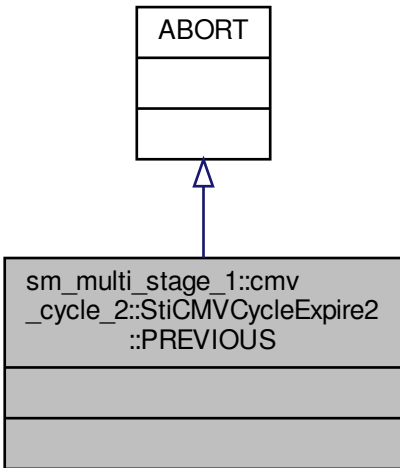 ABORT
sm_multi_stage_1::cmv
_cycle_2::StiCMVCycleExpire2
::PREVIOUS